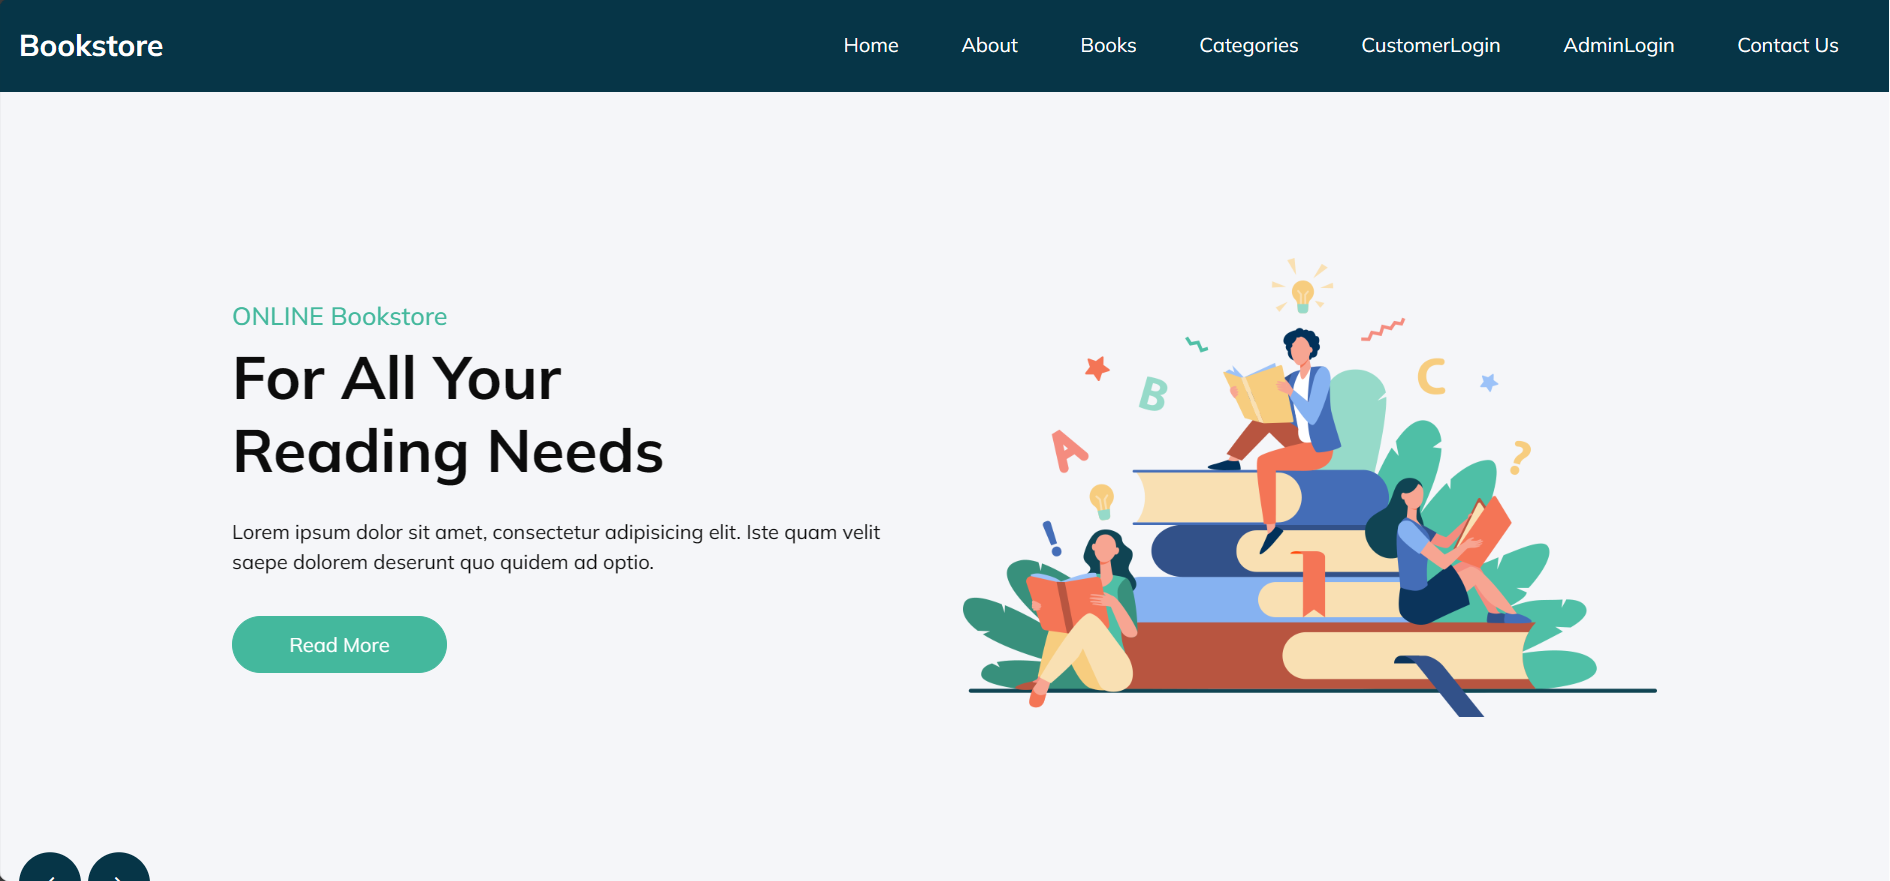 Bookstore
Home About Books Categories CustomerLogin AdminLogin Contact Us
ONLINE Bookstore
For All Your
Reading Needs
Lorem ipsum dolor sit amet, consectetur adipisicing elit. Iste quam velit
saepe dolorem deserunt quo quidem ad optio.
Read More
A
B
C
?
!